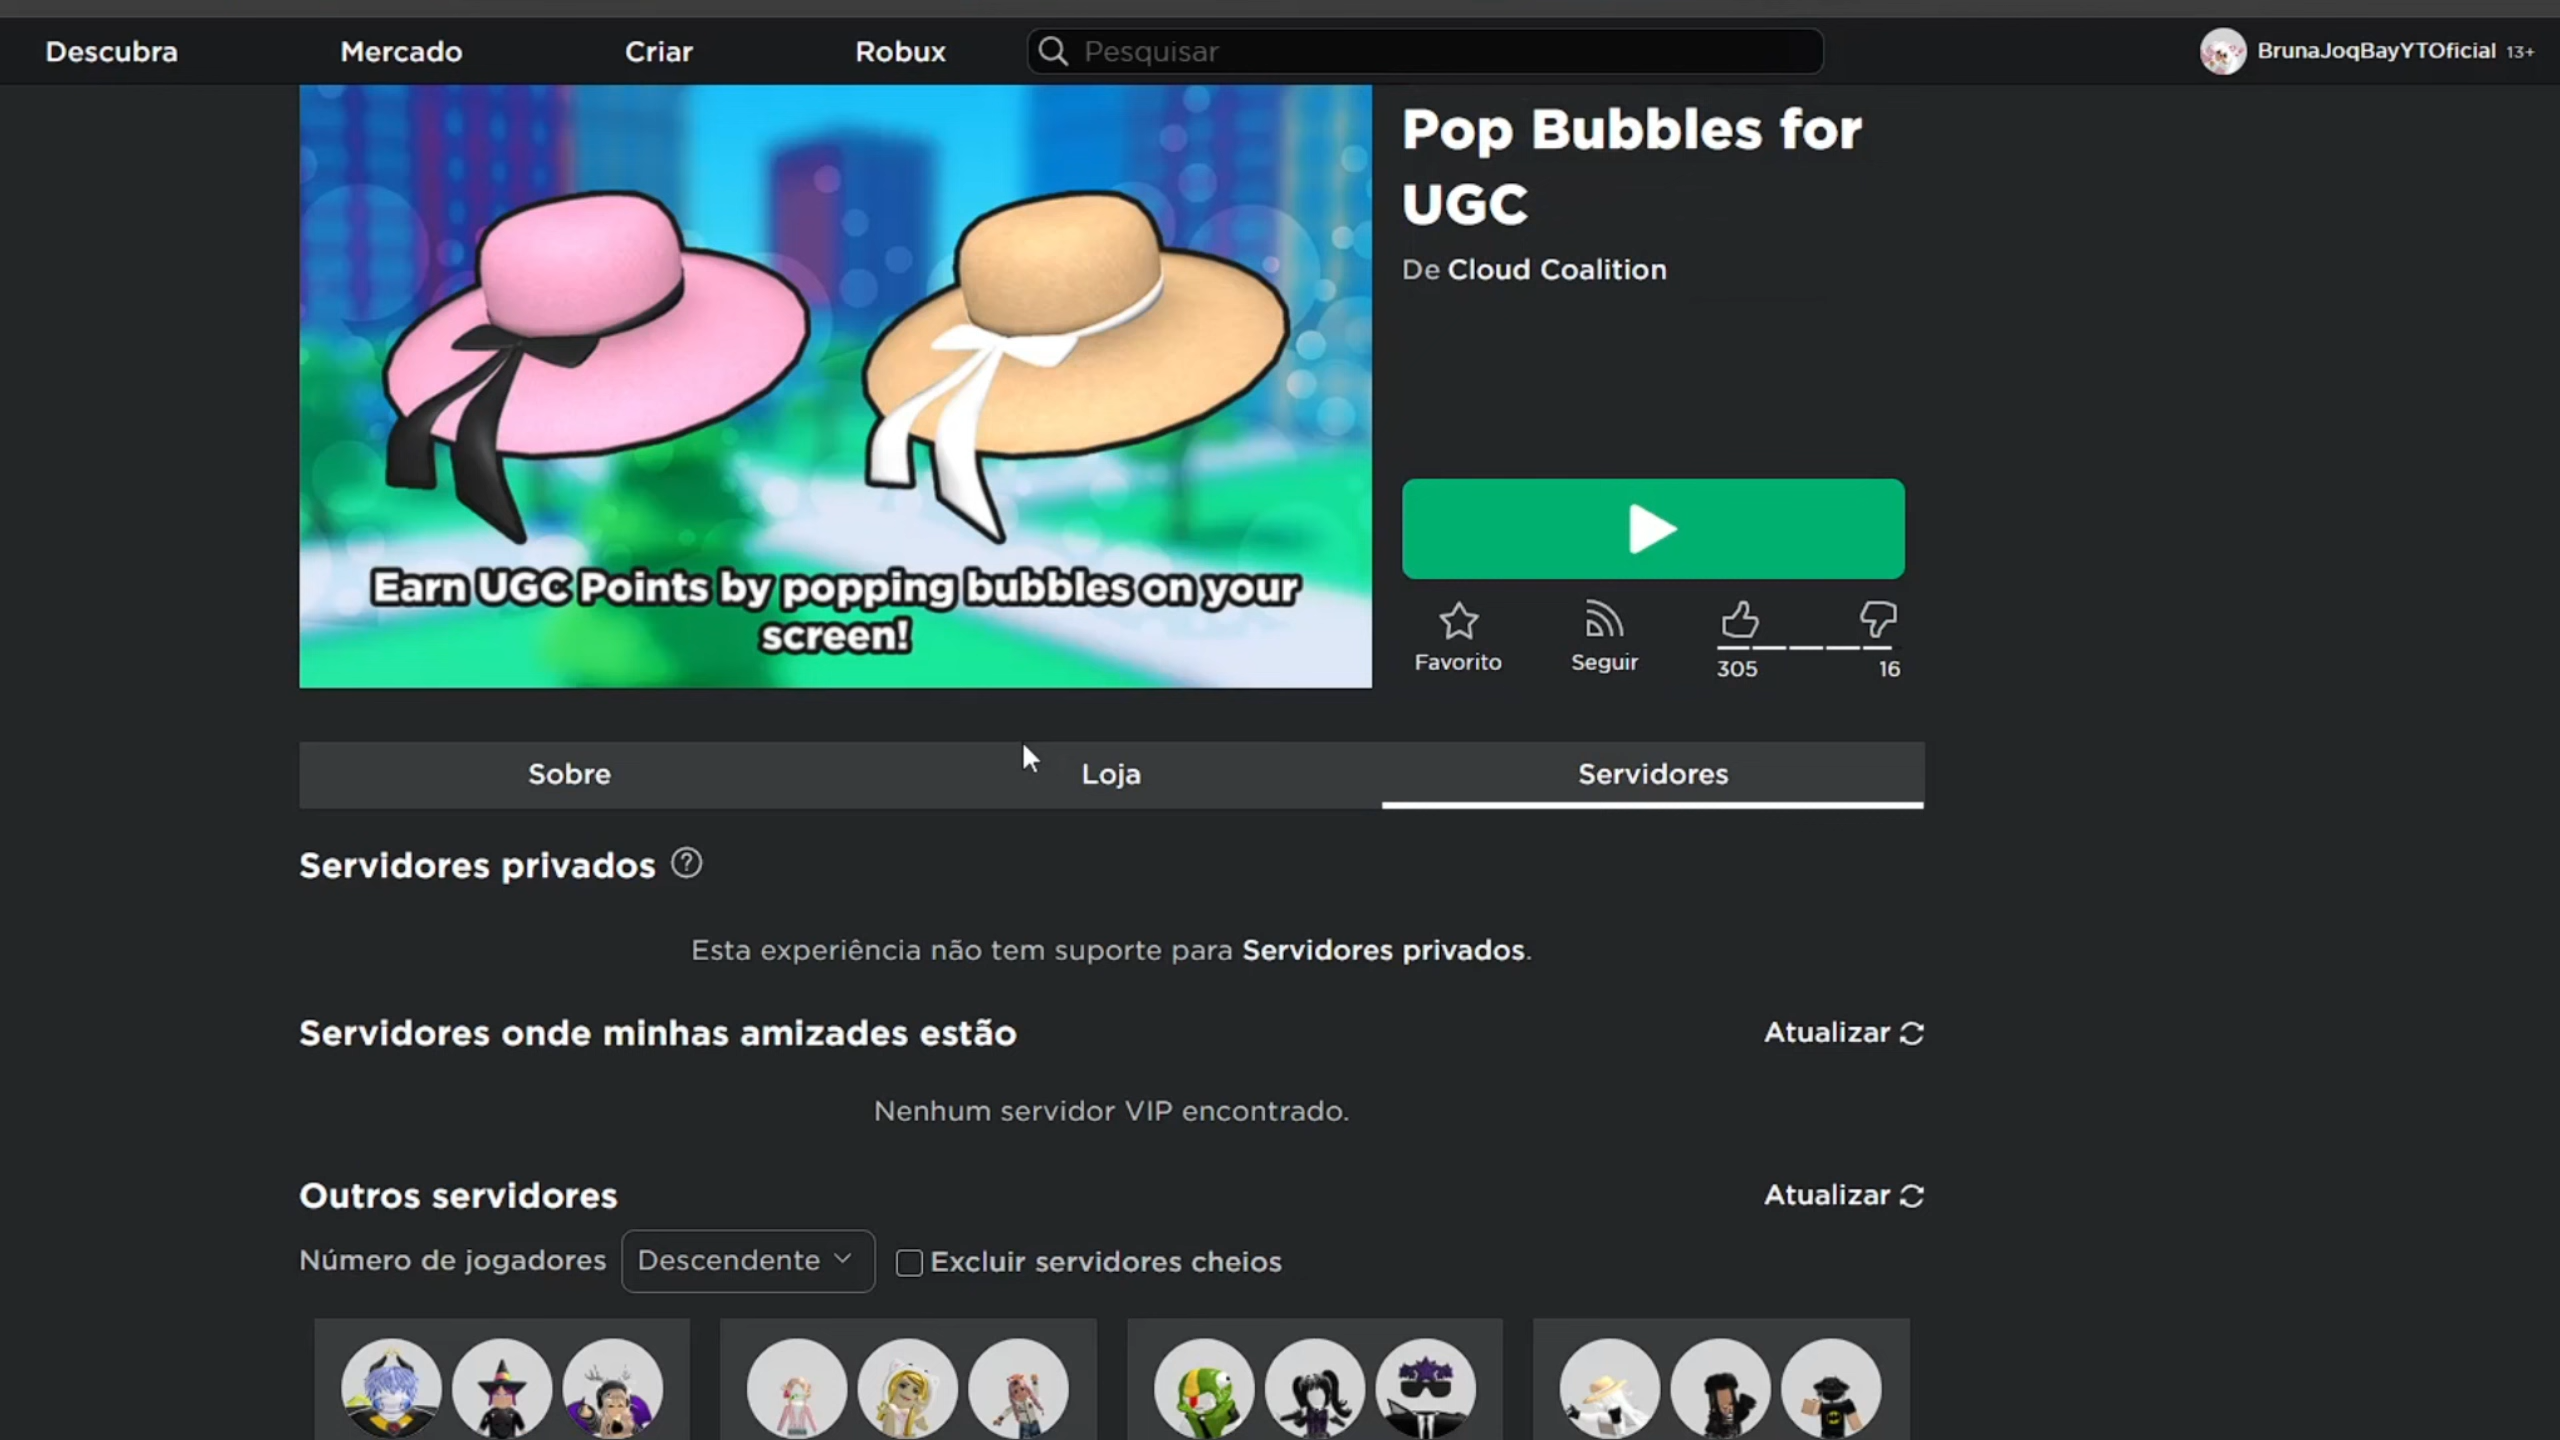 Descubra
Mercado
Criar
Robux
Pesquisar
BrunaJoqBayYTOficial 13+
Pop Bubbles for
UGC
De Cloud Coalition
Earn UGC Points by popping bubbles on your
screen!
Favorito
Seguir
305
16
Sobre
Loja
Servidores
Servidores privados ?
Esta experiência não tem suporte para Servidores privados.
Servidores onde minhas amizades estão
Atualizar
Nenhum servidor VIP encontrado.
Outros servidores
Atualizar
Número de jogadores
Descendente
Excluir servidores cheios